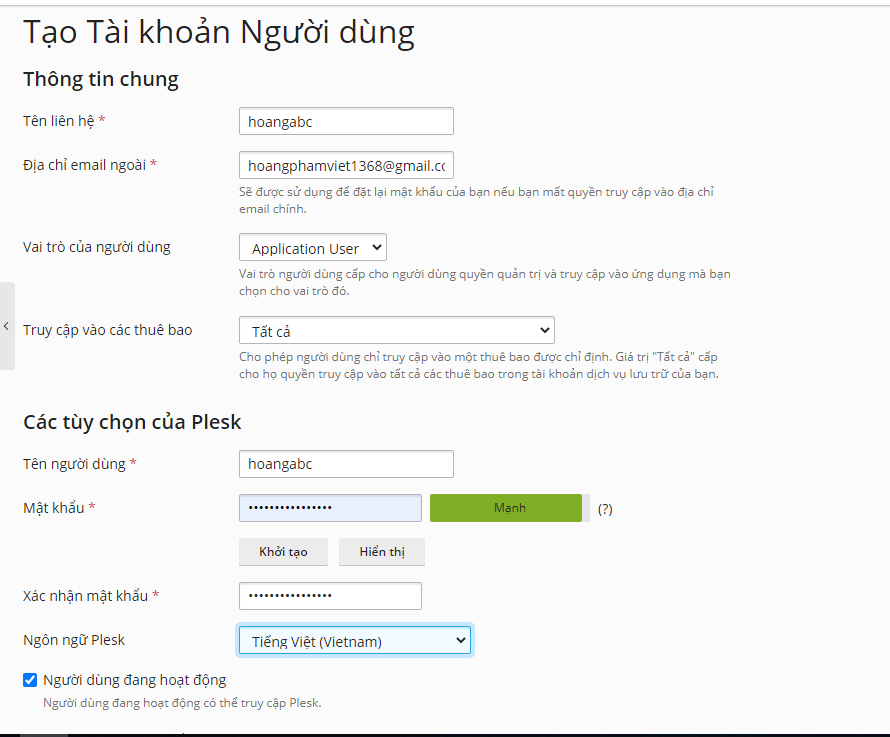 Tạo Tài khoản Người dùng
Thông tin chung
Tên liên hệ *
hoangabc
Địa chỉ email ngoài *
hoangphamviet1368@gmail.cc
Sẽ được sử dụng để đặt lại mật khẩu của bạn nếu bạn mất quyền truy cập vào địa chỉ
email chính.
Vai trò của người dùng
Application User
Vai trò người dùng cấp cho người dùng quyền quản trị và truy cập vào ứng dụng mà bạn
chọn cho vai trò đó.
Truy cập vào các thuê bao
Tất cả
Cho phép người dùng chỉ truy cập vào một thuê bao được chỉ định. Giá trị "Tất cả" cấp
cho họ quyền truy cập vào tất cả các thuê bao trong tài khoản dịch vụ lưu trữ của bạn.
Các tùy chọn của Plesk
Tên người dùng *
hoangabc
Mật khẩu *
••••••••••••••••
Mạnh
(?)
Khởi tạo
Hiển thị
Xác nhận mật khẩu *
••••••••••••••••
Ngôn ngữ Plesk
Tiếng Việt (Vietnam)
Người dùng đang hoạt động
Người dùng đang hoạt động có thể truy cập Plesk.